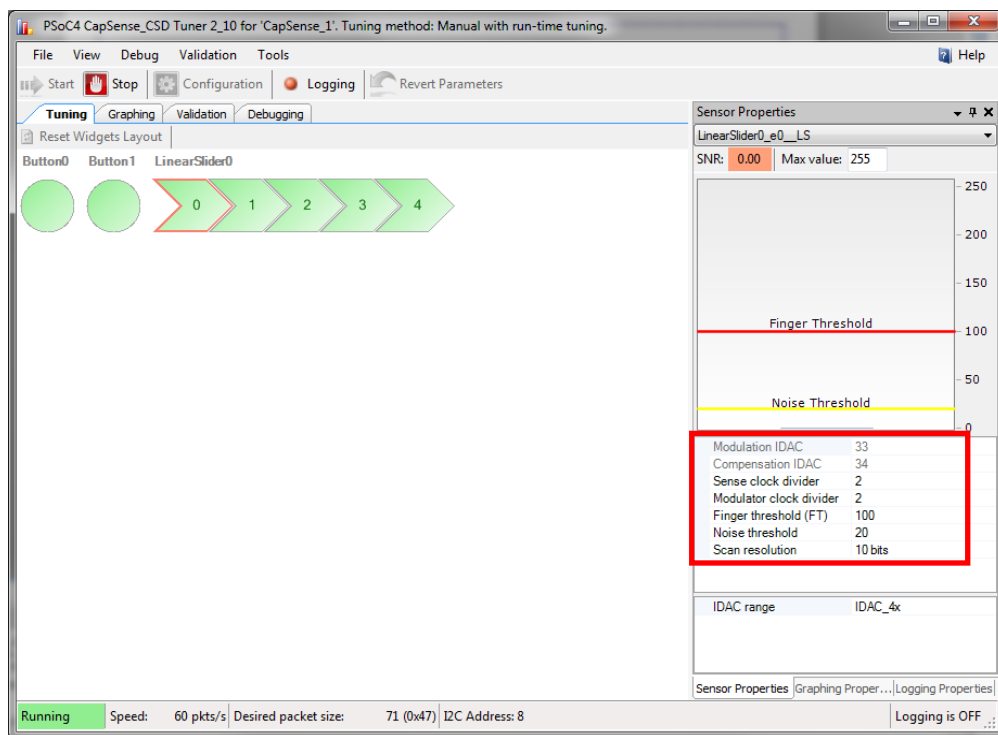 PSoC4 CapSense_CSD Tuner 2_10 for 'CapSense_1'. Tuning method: Manual with run-time tuning.
File View Debug Validation Tools Help
Start Stop Configuration Logging Revert Parameters
Tuning Graphing Validation Debugging
Reset Widgets Layout
Button0 Button1 LinearSlider0
0 1 2 3 4
Sensor Properties
LinearSlider0_e0__LS
SNR: 0.00 Max value: 255
250
200
150
Finger Threshold
100
50
Noise Threshold
0
Modulation IDAC 33
Compensation IDAC 34
Sense clock divider 2
Modulator clock divider 2
Finger threshold (FT) 100
Noise threshold 20
Scan resolution 10 bits
IDAC range IDAC_4x
Sensor Properties Graphing Proper... Logging Properties
Running Speed: 60 pkts/s Desired packet size: 71 (0x47) I2C Address: 8 Logging is OFF